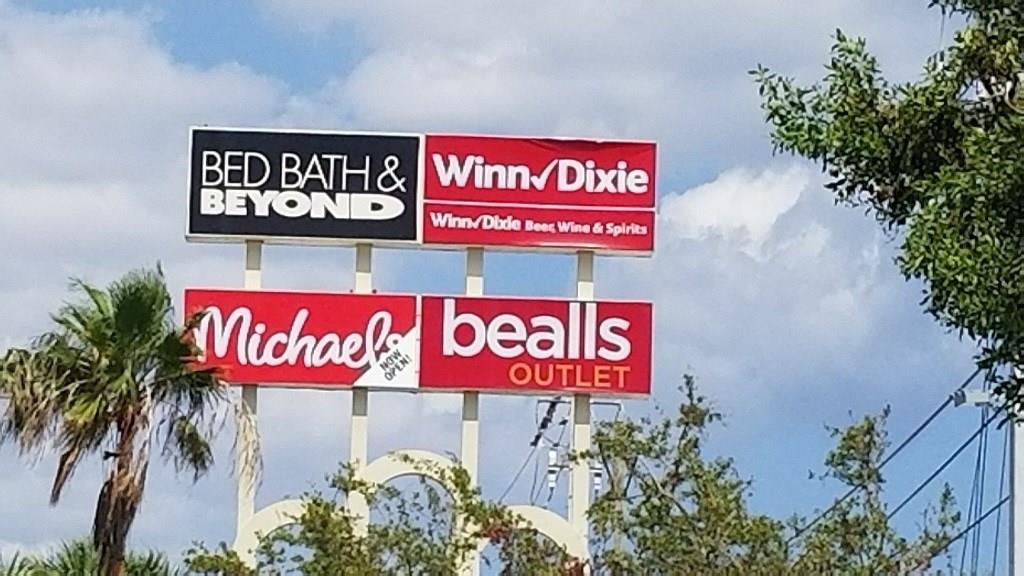 BED BATH &
BEYOND
Winn✓Dixie
Winn✓Dixie Beer, Wine & Spirits
Michaels
NOW
OPEN!
bealls
OUTLET